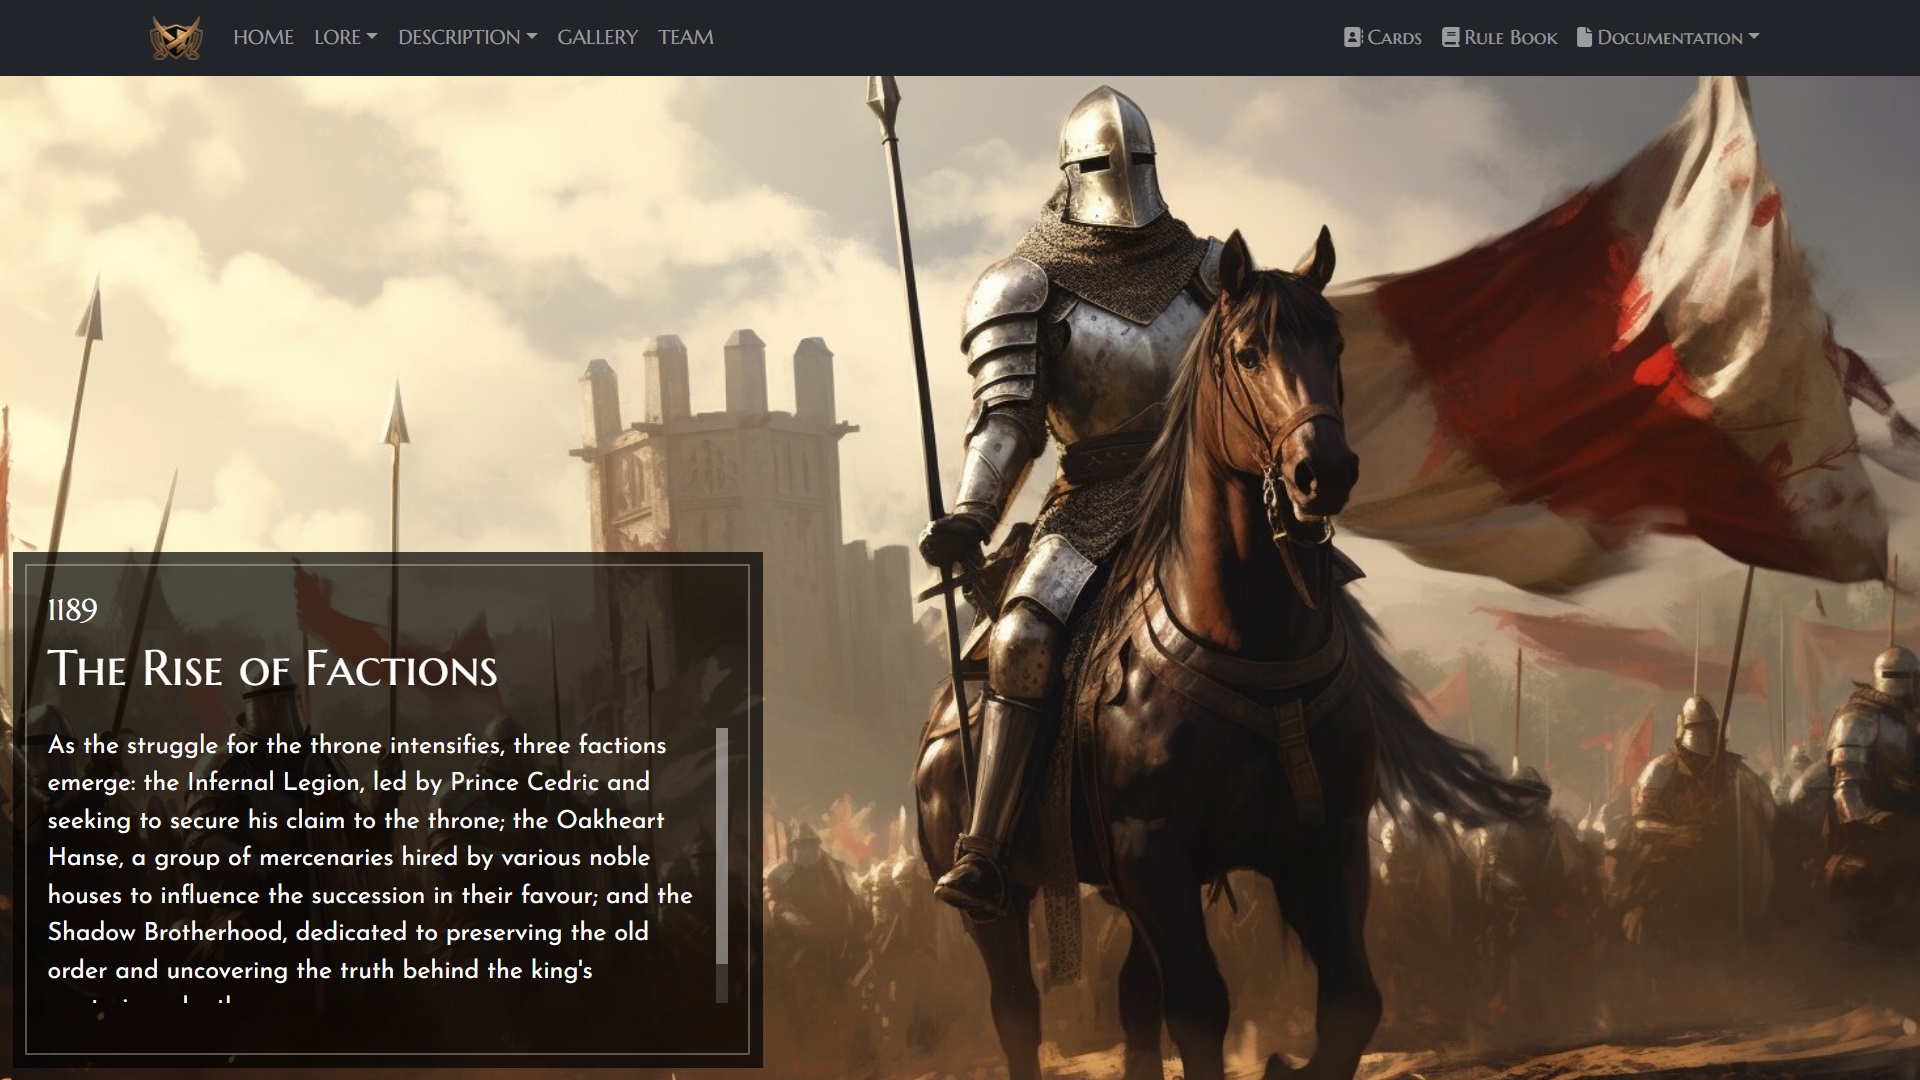 HOME LORE DESCRIPTION GALLERY TEAM Cards Rule Book Documentation
1189
The Rise of Factions
As the struggle for the throne intensifies, three factions
emerge: the Infernal Legion, led by Prince Cedric and
seeking to secure his claim to the throne; the Oakheart
Hanse, a group of mercenaries hired by various noble
houses to influence the succession in their favour; and the
Shadow Brotherhood, dedicated to preserving the old
order and uncovering the truth behind the king's